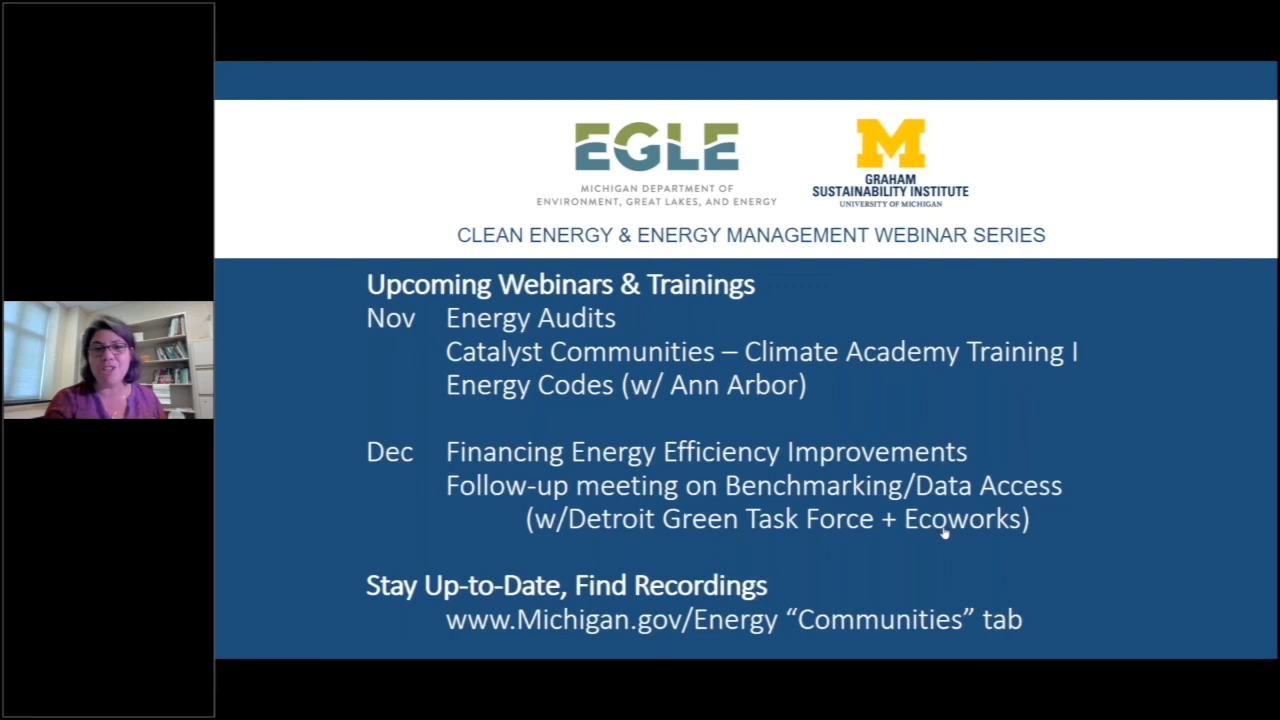 EGLE
MICHIGAN DEPARTMENT OF
ENVIRONMENT, GREAT LAKES, AND ENERGY
M
GRAHAM
SUSTAINABILITY INSTITUTE
UNIVERSITY OF MICHIGAN
CLEAN ENERGY & ENERGY MANAGEMENT WEBINAR SERIES
Upcoming Webinars & Trainings
Nov Energy Audits
Catalyst Communities – Climate Academy Training I
Energy Codes (w/ Ann Arbor)
Dec Financing Energy Efficiency Improvements
Follow-up meeting on Benchmarking/Data Access
(w/Detroit Green Task Force + Ecoworks)
Stay Up-to-Date, Find Recordings
www.Michigan.gov/Energy “Communities” tab